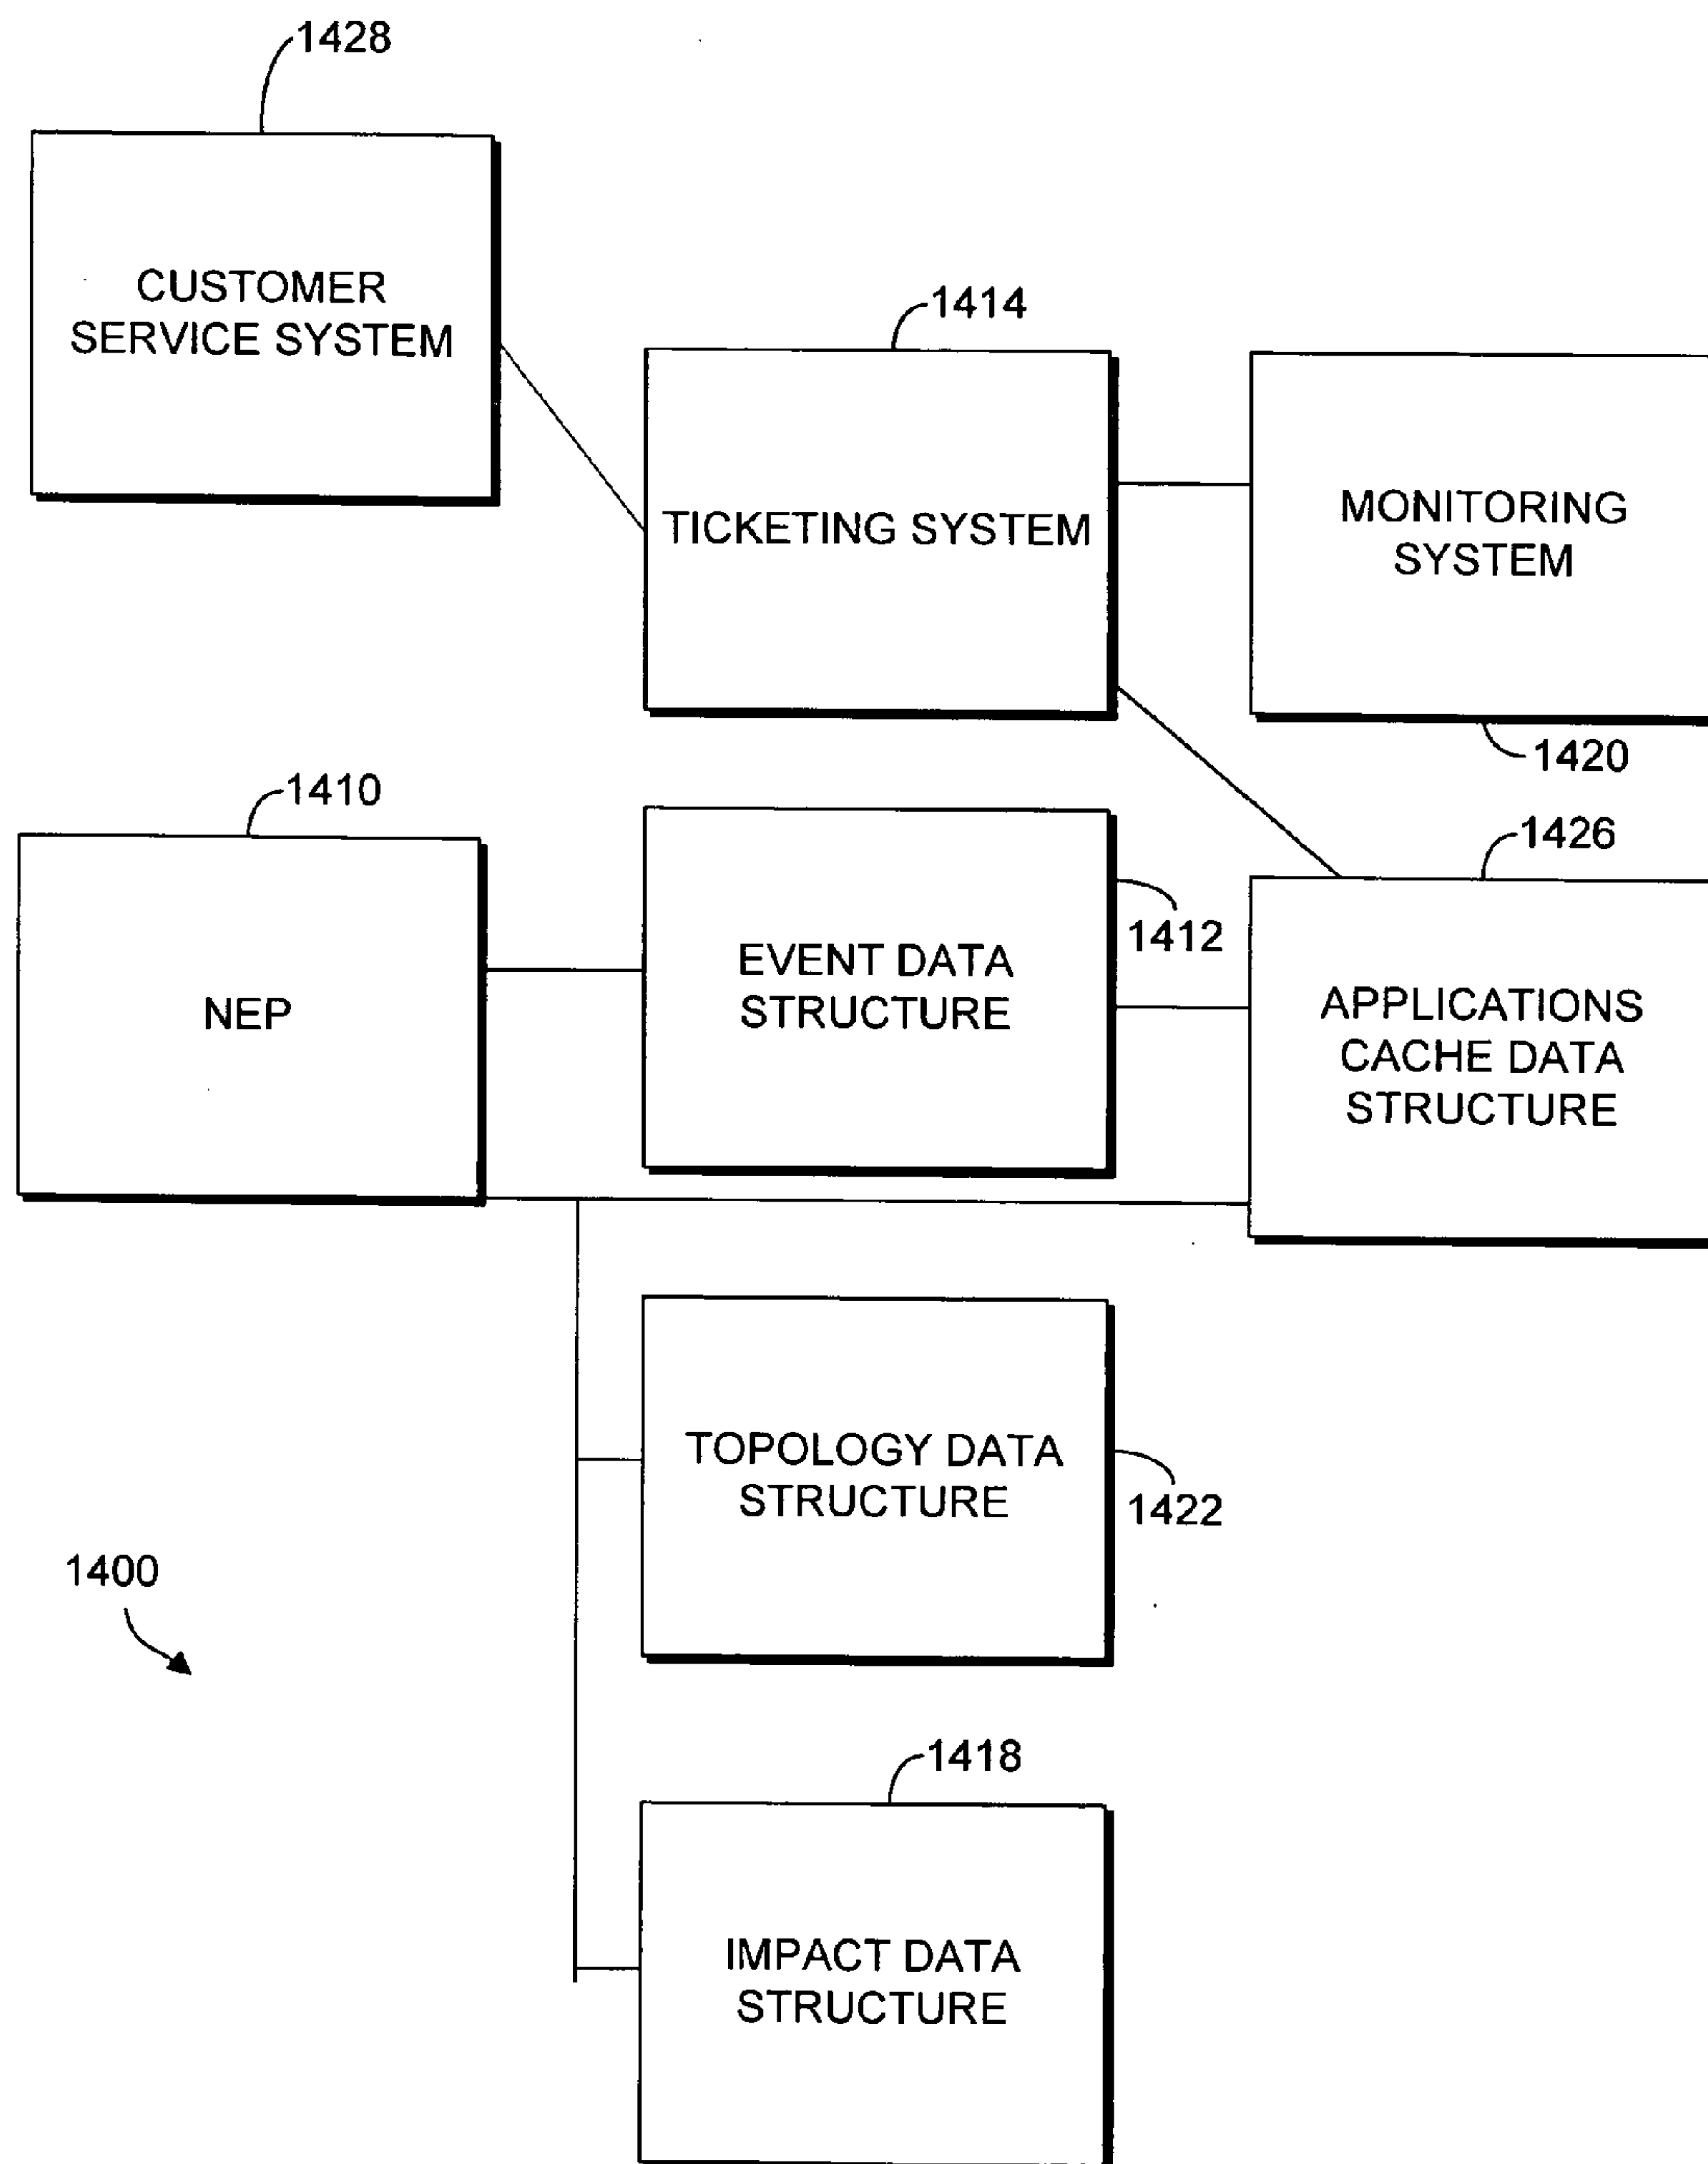 1428
CUSTOMER
SERVICE SYSTEM
1414
TICKETING SYSTEM
MONITORING
SYSTEM
1420
1410
NEP
EVENT DATA
STRUCTURE
1412
1426
APPLICATIONS
CACHE DATA
STRUCTURE
TOPOLOGY DATA
STRUCTURE
1422
1400
1418
IMPACT DATA
STRUCTURE